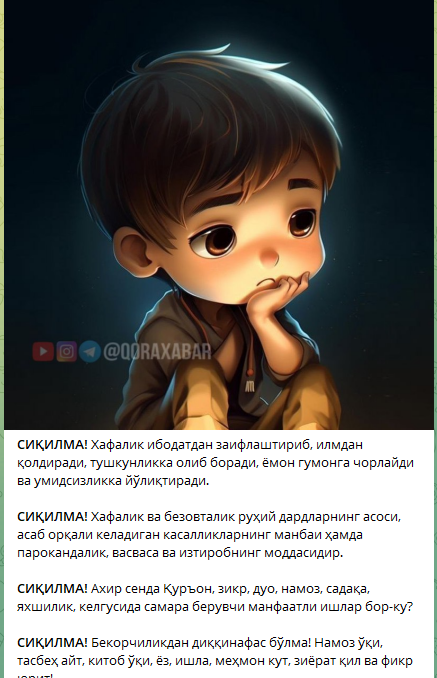 @QORAXABAR
СИҚИЛМА! Хафалик ибодатдан заифлаштириб, илмдан
қолдиради, тушкунликка олиб боради, ёмон гумонга чорлайди
ва умидсизликка йўлиқтиради.
СИҚИЛМА! Хафалик ва безовталик руҳий дардларнинг асоси,
асаб орқали келадиган касалликларнинг манбаи ҳамда
парокандалик, васваса ва изтиробнинг моддасидир.
СИҚИЛМА! Ахир сенда Қуръон, зикр, дуо, намоз, садақа,
яхшилик, келгусида самара берувчи манфаатли ишлар бор-ку?
СИҚИЛМА! Бекорчиликдан диққинафас бўлма! Намоз ўқи,
тасбеҳ айт, китоб ўқи, ёз, ишла, меҳмон кут, зиёрат қил ва фикр